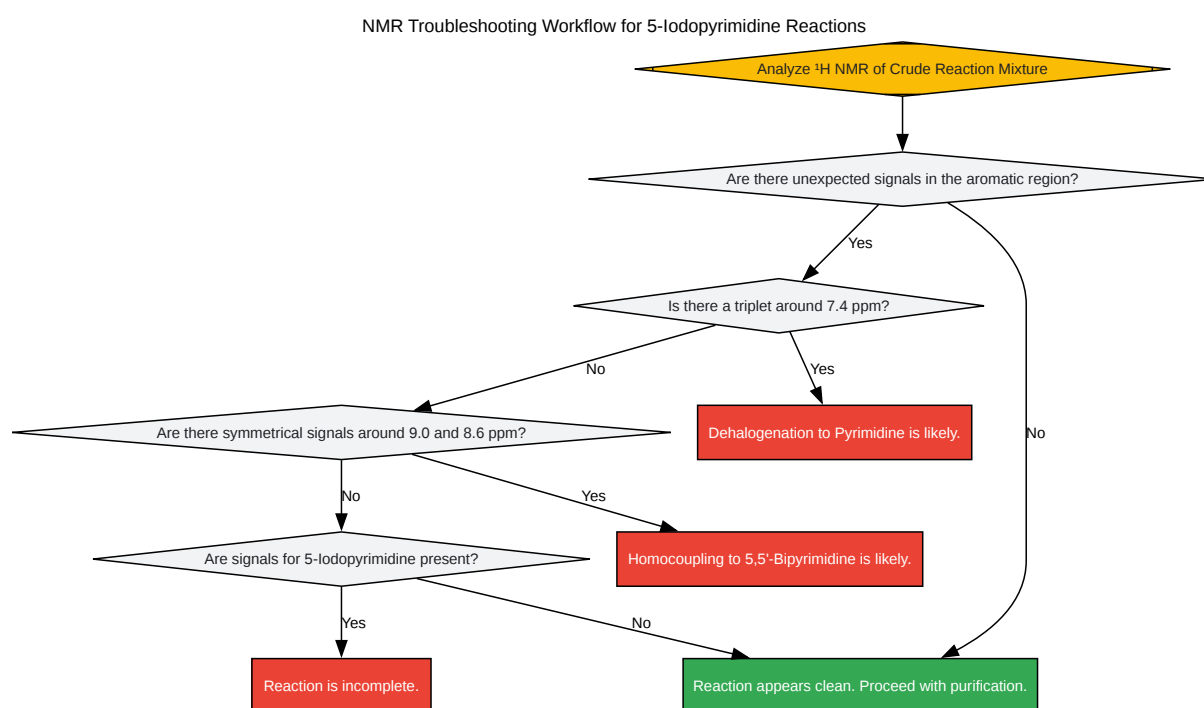 NMR Troubleshooting Workflow for 5-Iodopyrimidine Reactions
Analyze ¹H NMR of Crude Reaction Mixture
Are there unexpected signals in the aromatic region?
Yes
Is there a triplet around 7.4 ppm?
No
Yes
Are there symmetrical signals around 9.0 and 8.6 ppm?
Dehalogenation to Pyrimidine is likely.
No
No
Yes
Are signals for 5-Iodopyrimidine present?
Homocoupling to 5,5'-Bipyrimidine is likely.
Yes
No
Reaction is incomplete.
Reaction appears clean. Proceed with purification.